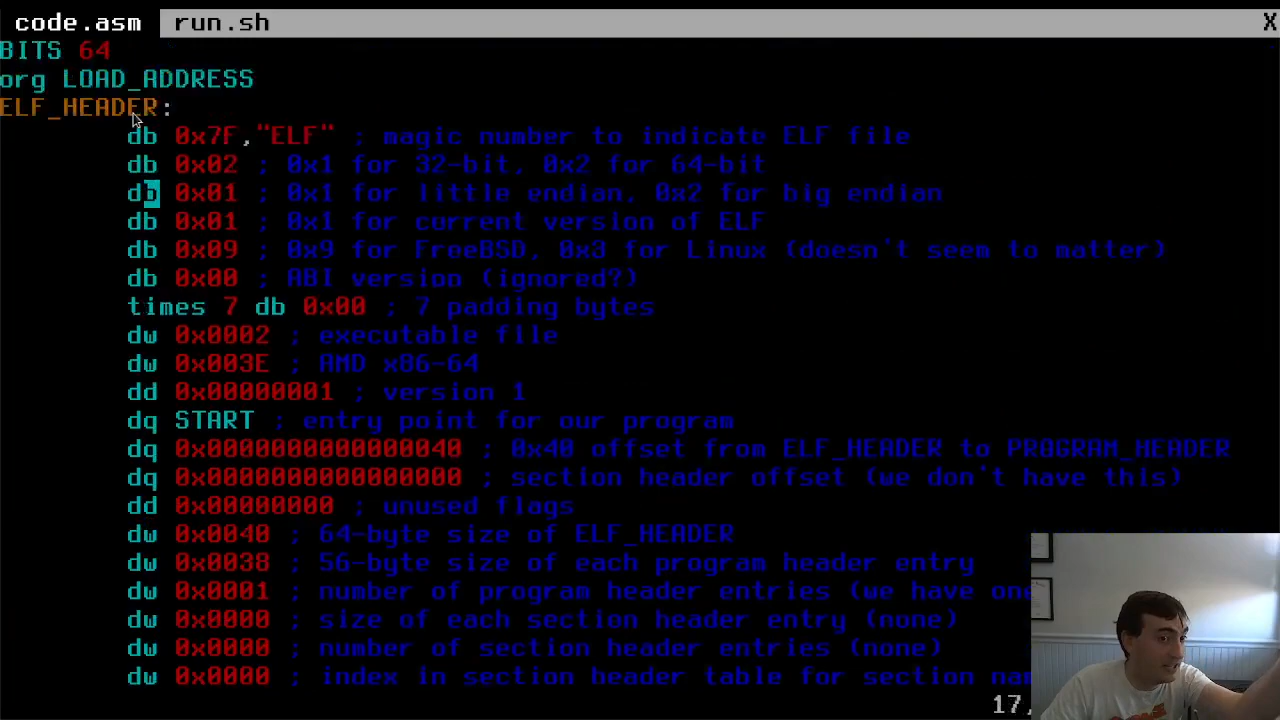 code.asm run.sh X
BITS 64
org LOAD_ADDRESS
ELF_HEADER:
db 0x7F,"ELF" ; magic number to indicate ELF file
db 0x02 ; 0x1 for 32-bit, 0x2 for 64-bit
db 0x01 ; 0x1 for little endian, 0x2 for big endian
db 0x01 ; 0x1 for current version of ELF
db 0x09 ; 0x9 for FreeBSD, 0x3 for Linux (doesn't seem to matter)
db 0x00 ; ABI version (ignored?)
times 7 db 0x00 ; 7 padding bytes
dw 0x0002 ; executable file
dw 0x003E ; AMD x86-64
dd 0x00000001 ; version 1
dq START ; entry point for our program
dq 0x0000000000000040 ; 0x40 offset from ELF_HEADER to PROGRAM_HEADER
dq 0x0000000000000000 ; section header offset (we don't have this)
dd 0x00000000 ; unused flags
dw 0x0040 ; 64-byte size of ELF_HEADER
dw 0x0038 ; 56-byte size of each program header entry
dw 0x0001 ; number of program header entries (we have one
dw 0x0000 ; size of each section header entry (none)
dw 0x0000 ; number of section header entries (none)
dw 0x0000 ; index in section header table for section nam
17,